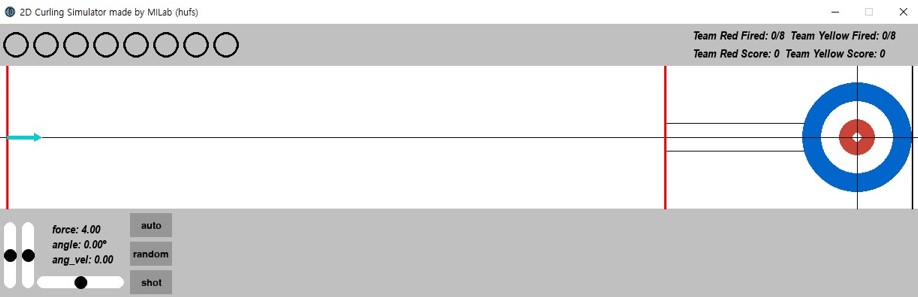 2D Curling Simulator made by MILab (hufs)
Team Red Fired: 0/8 Team Yellow Fired: 0/8
Team Red Score: 0 Team Yellow Score: 0
force: 4.00
angle: 0.00º
ang_vel: 0.00
auto
random
shot